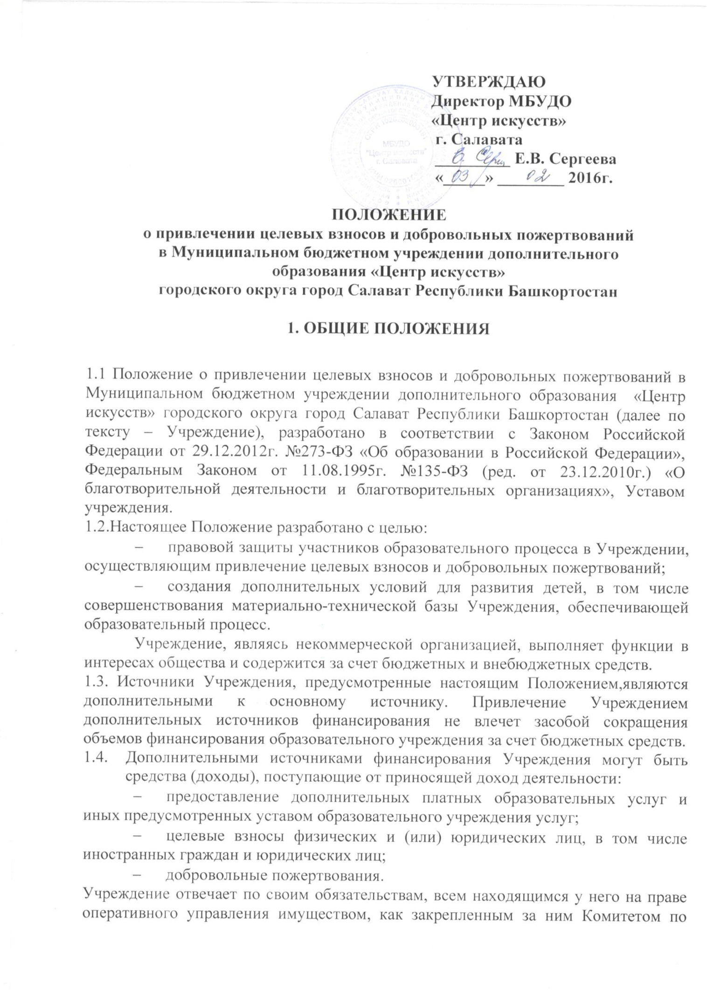 УТВЕРЖДАЮ
Директор МБУДО
«Центр искусств»
г. Салавата
Е.В. Сергеева
«03» 02 2016г.
МБУДО
"Центр искусств"
г. Салавата
ПОЛОЖЕНИЕ
о привлечении целевых взносов и добровольных пожертвований
в Муниципальном бюджетном учреждении дополнительного
образования «Центр искусств»
городского округа город Салават Республики Башкортостан
1. ОБЩИЕ ПОЛОЖЕНИЯ
1.1 Положение о привлечении целевых взносов и добровольных пожертвований в
Муниципальном бюджетном учреждении дополнительного образования «Центр
искусств» городского округа город Салават Республики Башкортостан (далее по
тексту – Учреждение), разработано в соответствии с Законом Российской
Федерации от 29.12.2012г. №273-ФЗ «Об образовании в Российской Федерации»,
Федеральным Законом от 11.08.1995г. №135-ФЗ (ред. от 23.12.2010г.) «О
благотворительной деятельности и благотворительных организациях», Уставом
учреждения.
1.2.Настоящее Положение разработано с целью:
– правовой защиты участников образовательного процесса в Учреждении,
осуществляющим привлечение целевых взносов и добровольных пожертвований;
– создания дополнительных условий для развития детей, в том числе
совершенствования материально-технической базы Учреждения, обеспечивающей
образовательный процесс.
Учреждение, являясь некоммерческой организацией, выполняет функции в
интересах общества и содержится за счет бюджетных и внебюджетных средств.
1.3. Источники Учреждения, предусмотренные настоящим Положением,являются
дополнительными к основному источнику. Привлечение Учреждением
дополнительных источников финансирования не влечет засобой сокращения
объемов финансирования образовательного учреждения за счет бюджетных средств.
1.4. Дополнительными источниками финансирования Учреждения могут быть
средства (доходы), поступающие от приносящей доход деятельности:
– предоставление дополнительных платных образовательных услуг и
иных предусмотренных уставом образовательного учреждения услуг;
– целевые взносы физических и (или) юридических лиц, в том числе
иностранных граждан и юридических лиц;
– добровольные пожертвования.
Учреждение отвечает по своим обязательствам, всем находящимся у него на праве
оперативного управления имуществом, как закрепленным за ним Комитетом по